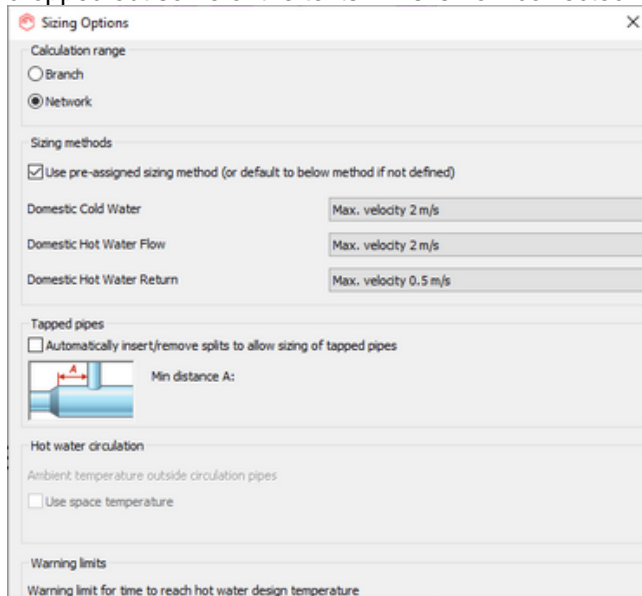 Sizing Options
Calculation range
Branch
Network
Sizing methods
Use pre-assigned sizing method (or default to below method if not defined)
Domestic Cold Water Max. velocity 2 m/s
Domestic Hot Water Flow Max. velocity 2 m/s
Domestic Hot Water Return Max. velocity 0.5 m/s
Tapped pipes
Automatically insert/remove splits to allow sizing of tapped pipes
A
Min distance A:
Hot water circulation
Ambient temperature outside circulation pipes
Use space temperature
Warning limits
Warning limit for time to reach hot water design temperature